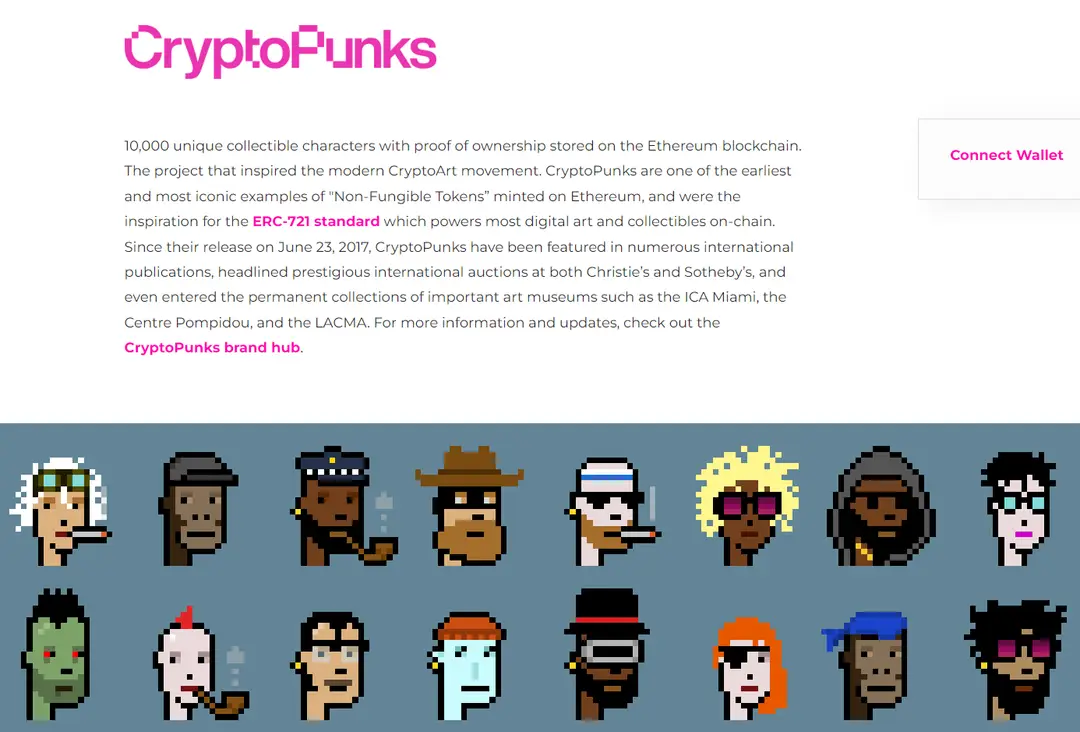 CryptoPunks
10,000 unique collectible characters with proof of ownership stored on the Ethereum blockchain.
The project that inspired the modern CryptoArt movement. CryptoPunks are one of the earliest
and most iconic examples of "Non-Fungible Tokens” minted on Ethereum, and were the
inspiration for the ERC-721 standard which powers most digital art and collectibles on-chain.
Since their release on June 23, 2017, CryptoPunks have been featured in numerous international
publications, headlined prestigious international auctions at both Christie’s and Sotheby’s, and
even entered the permanent collections of important art museums such as the ICA Miami, the
Centre Pompidou, and the LACMA. For more information and updates, check out the
CryptoPunks brand hub.
Connect Wallet